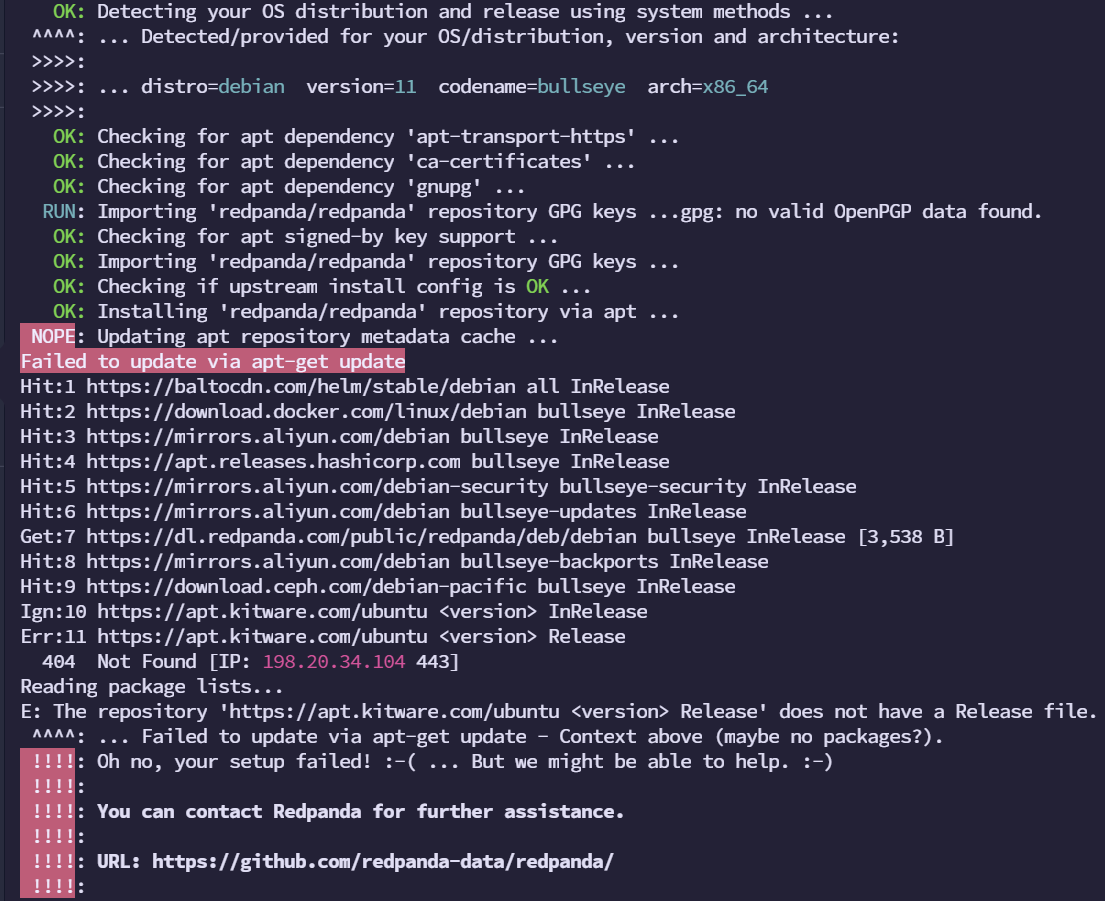 OK: Detecting your OS distribution and release using system methods ...
^^^^: ... Detected/provided for your OS/distribution, version and architecture:
>>>>:
>>>>: ... distro=debian  version=11  codename=bullseye  arch=x86_64
>>>>:
OK: Checking for apt dependency 'apt-transport-https' ...
OK: Checking for apt dependency 'ca-certificates' ...
OK: Checking for apt dependency 'gnupg' ...
RUN: Importing 'redpanda/redpanda' repository GPG keys ...gpg: no valid OpenPGP data found.
OK: Checking for apt signed-by key support ...
OK: Importing 'redpanda/redpanda' repository GPG keys ...
OK: Checking if upstream install config is OK ...
OK: Installing 'redpanda/redpanda' repository via apt ...
NOPE: Updating apt repository metadata cache ...
Failed to update via apt-get update
Hit:1 https://baltocdn.com/helm/stable/debian all InRelease
Hit:2 https://download.docker.com/linux/debian bullseye InRelease
Hit:3 https://mirrors.aliyun.com/debian bullseye InRelease
Hit:4 https://apt.releases.hashicorp.com bullseye InRelease
Hit:5 https://mirrors.aliyun.com/debian-security bullseye-security InRelease
Hit:6 https://mirrors.aliyun.com/debian bullseye-updates InRelease
Get:7 https://dl.redpanda.com/public/redpanda/deb/debian bullseye InRelease [3,538 B]
Hit:8 https://mirrors.aliyun.com/debian bullseye-backports InRelease
Hit:9 https://download.ceph.com/debian-pacific bullseye InRelease
Ign:10 https://apt.kitware.com/ubuntu <version> InRelease
Err:11 https://apt.kitware.com/ubuntu <version> Release
404  Not Found [IP: 198.20.34.104 443]
Reading package lists...
E: The repository 'https://apt.kitware.com/ubuntu <version> Release' does not have a Release file.
^^^^: ... Failed to update via apt-get update - Context above (maybe no packages?).
!!!!: Oh no, your setup failed! :-( ... But we might be able to help. :-)
!!!!:
!!!!: You can contact Redpanda for further assistance.
!!!!:
!!!!: URL: https://github.com/redpanda-data/redpanda/
!!!!: